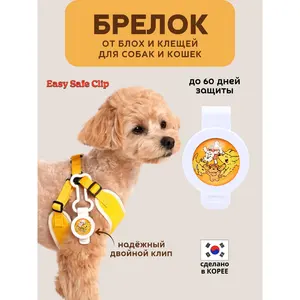 БРЕЛОК
ОТ БЛОХ И КЛЕЩЕЙ
ДЛЯ СОБАК И КОШЕК
Easy Safe Clip
до 60 дней
защиты
надёжный
двойной клип
сделано
в КОРЕЕ